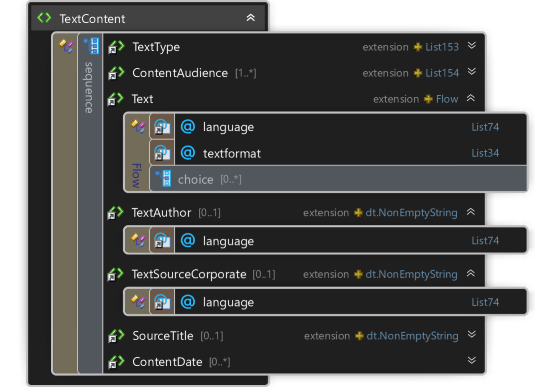 TextContent
sequence
TextType extension List153
ContentAudience [1..*] extension List154
Text extension Flow
Flow
@ language List74
@ textformat List34
choice [0..*]
TextAuthor [0..1] extension dt.NonEmptyString
@ language List74
TextSourceCorporate [0..1] extension dt.NonEmptyString
@ language List74
SourceTitle [0..1] extension dt.NonEmptyString
ContentDate [0..*]